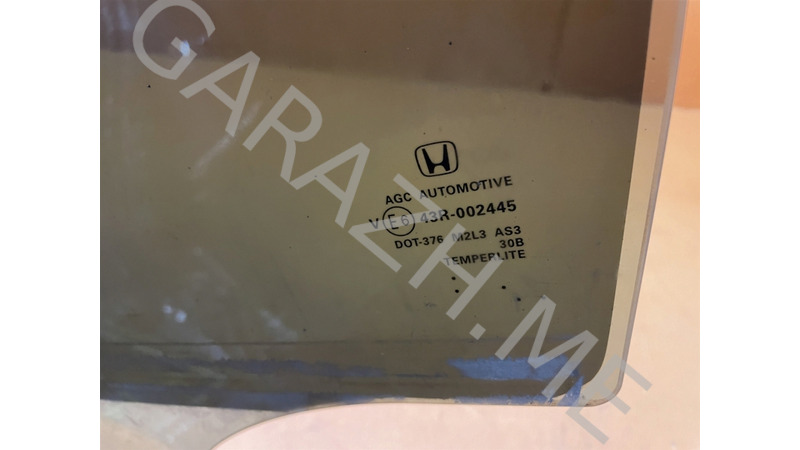 AGC AUTOMOTIVE
V E6 43R-002445
DOT-376 M2L3 AS3
30B
TEMPERLITE
GARAZH.ME